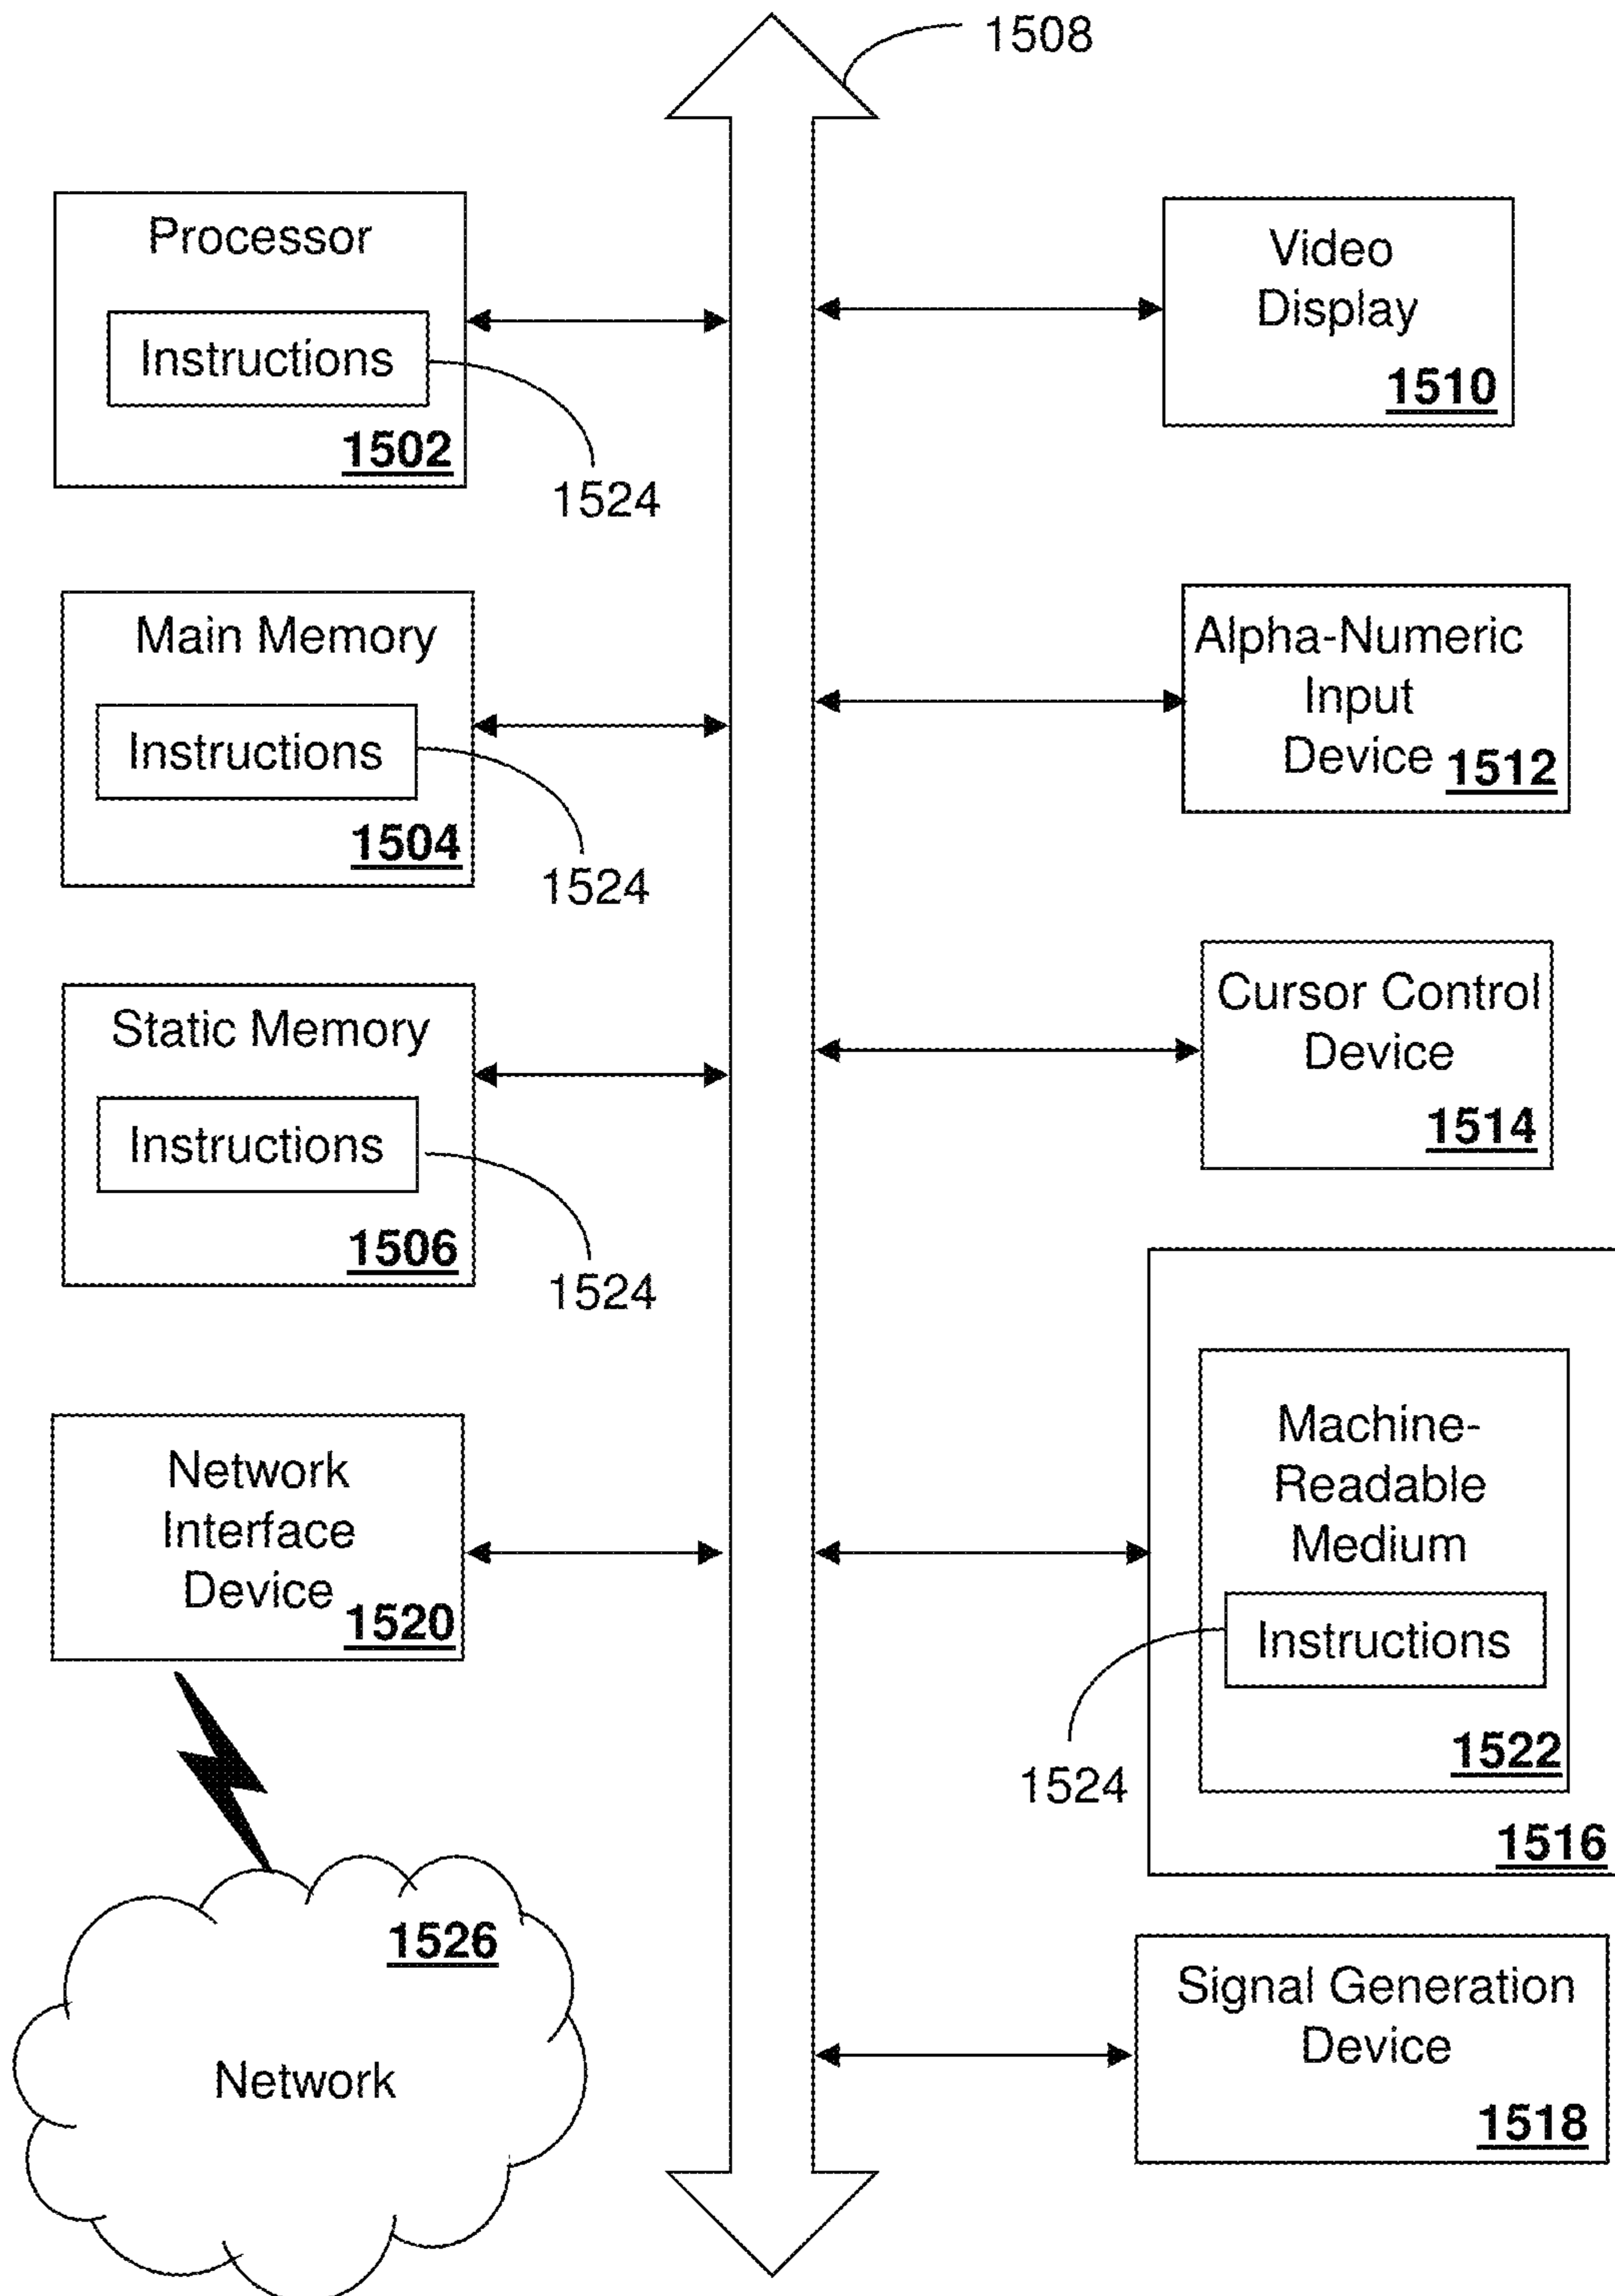 1508
Processor
Instructions
1502
1524
Main Memory
Instructions
1504
1524
Static Memory
Instructions
1506
1524
Network
Interface
Device
1520
1526
Network
Video
Display
1510
Alpha-Numeric
Input
Device
1512
Cursor Control
Device
1514
Machine-
Readable
Medium
Instructions
1522
1524
1516
Signal Generation
Device
1518